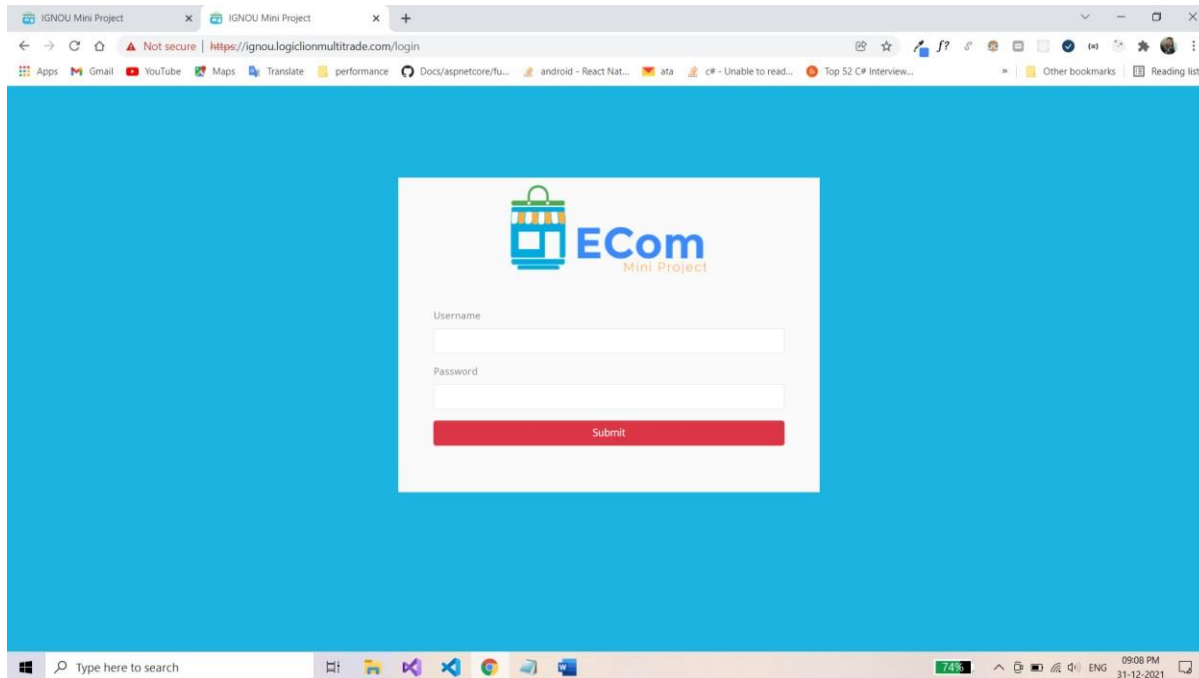 IGNOU Mini Project IGNOU Mini Project
Not secure https://ignou.logiclionmultitrade.com/login f?
Apps Gmail YouTube Maps Translate performance Docs/aspnetcore/fu... android - React Nat... ata c# - Unable to read... Top 52 C# Interview... » Other bookmarks Reading list
ECom
Mini Project
Username
Password
Submit
Type here to search 74% ENG 09:08 PM
31-12-2021